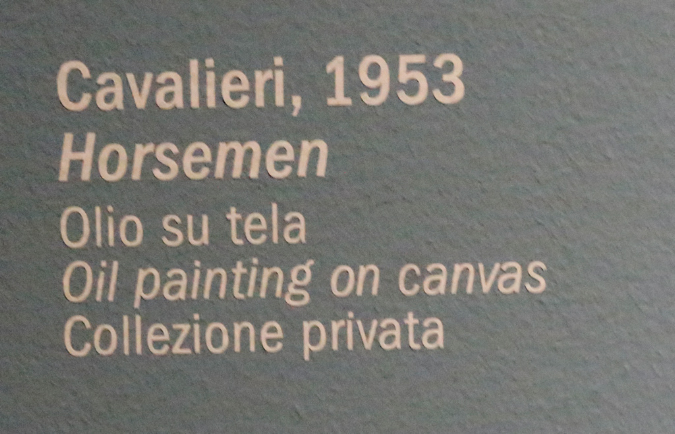 Cavalieri, 1953
Horsemen
Olio su tela
Oil painting on canvas
Collezione privata